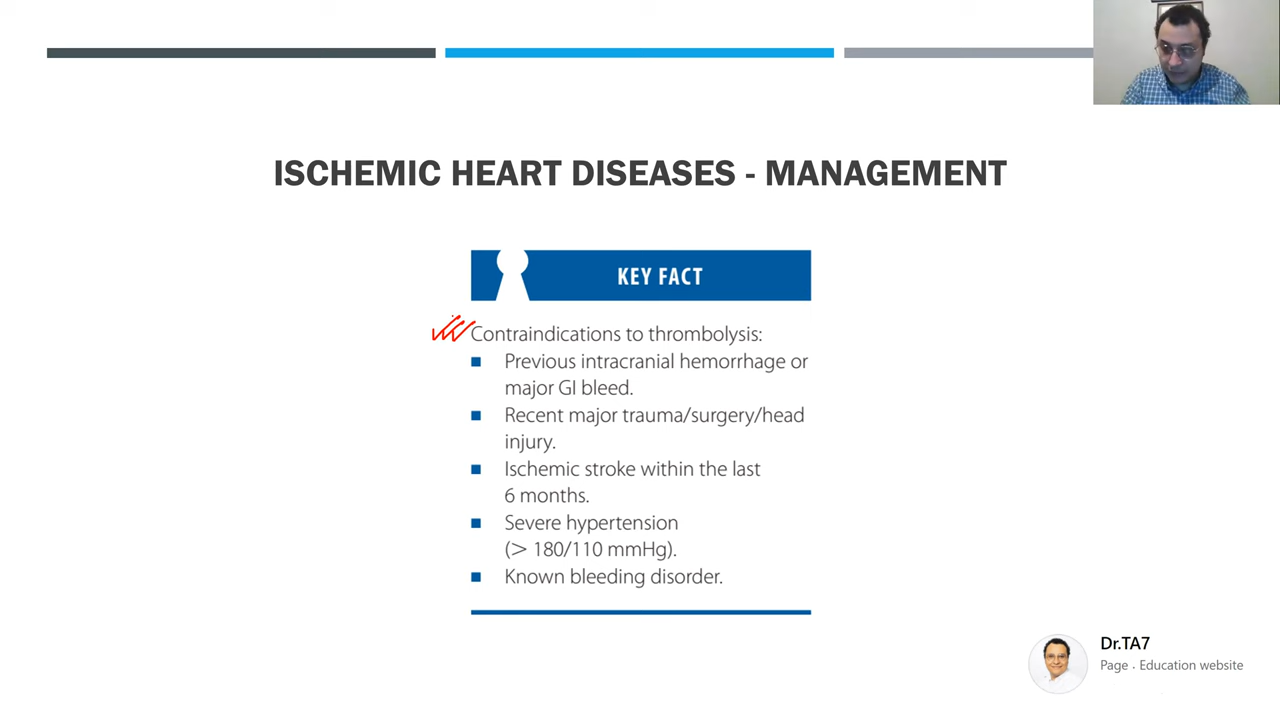 ISCHEMIC HEART DISEASES - MANAGEMENT
KEY FACT
Contraindications to thrombolysis:
■ Previous intracranial hemorrhage or
major GI bleed.
■ Recent major trauma/surgery/head
injury.
■ Ischemic stroke within the last
6 months.
■ Severe hypertension
(> 180/110 mmHg).
■ Known bleeding disorder.
Dr.TA7
Page · Education website